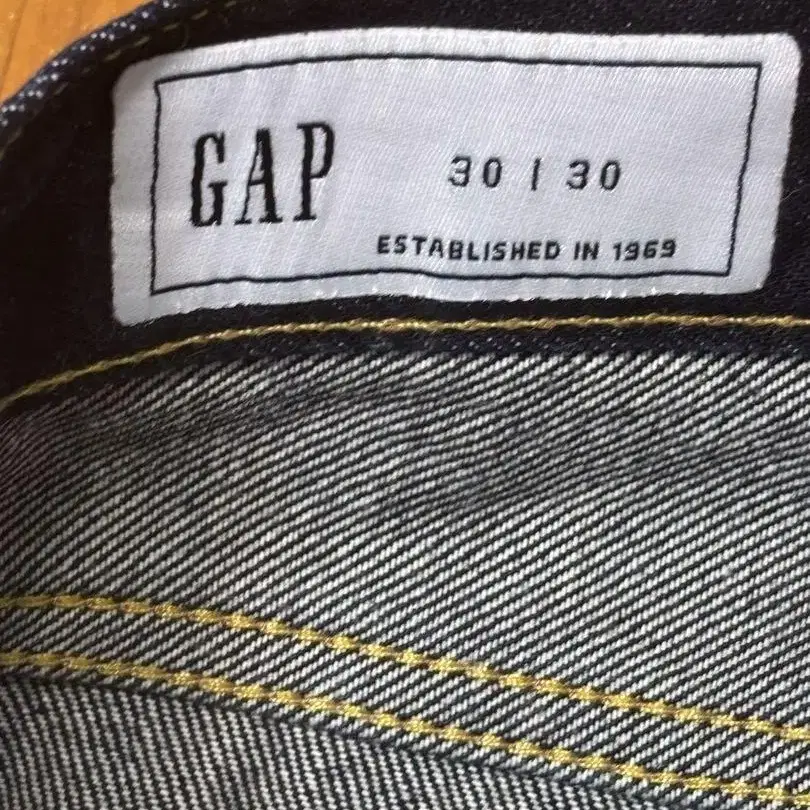 GAP
30 | 30
ESTABLISHED IN 1969